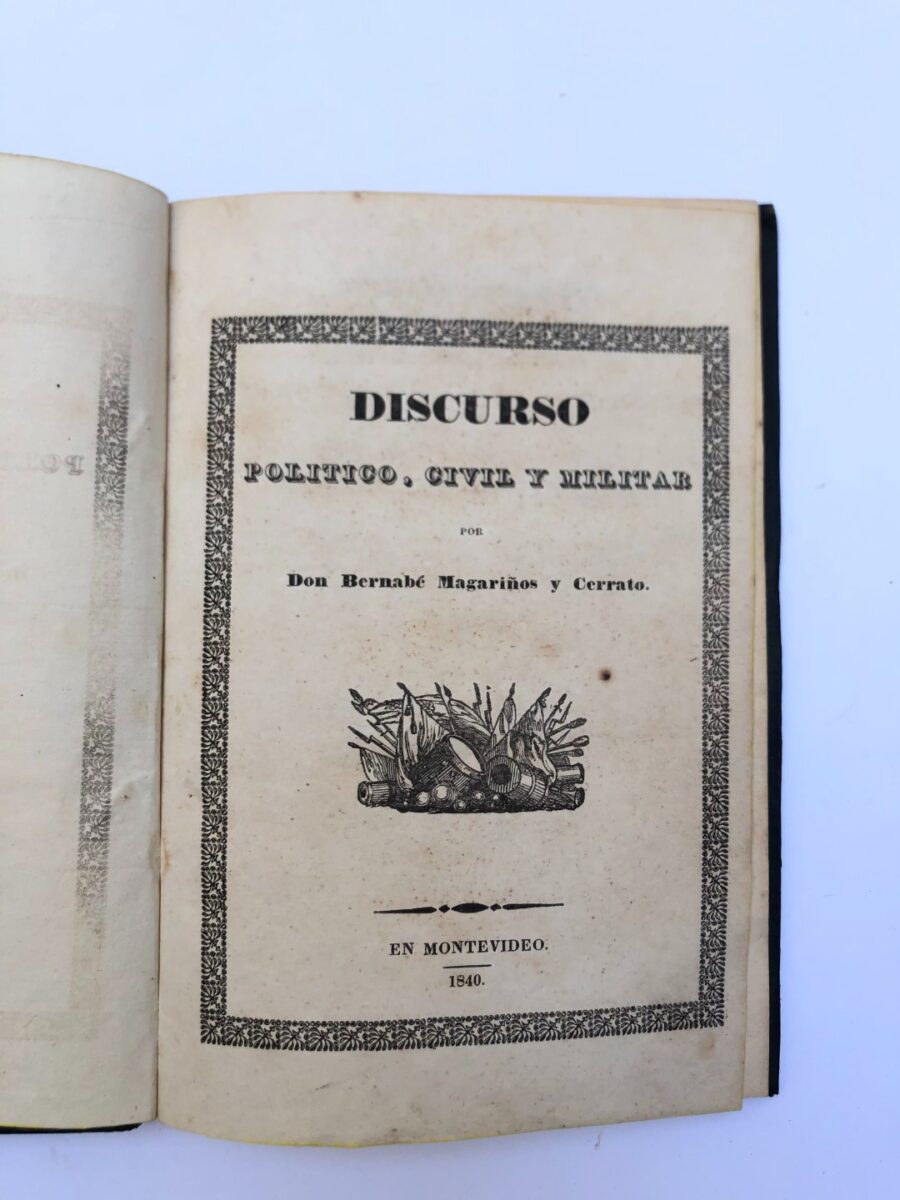 DISCURSO
POLITICO, CIVIL Y MILITAR
POR
Don Bernabé Magariños y Cerrato.
EN MONTEVIDEO.
1840.